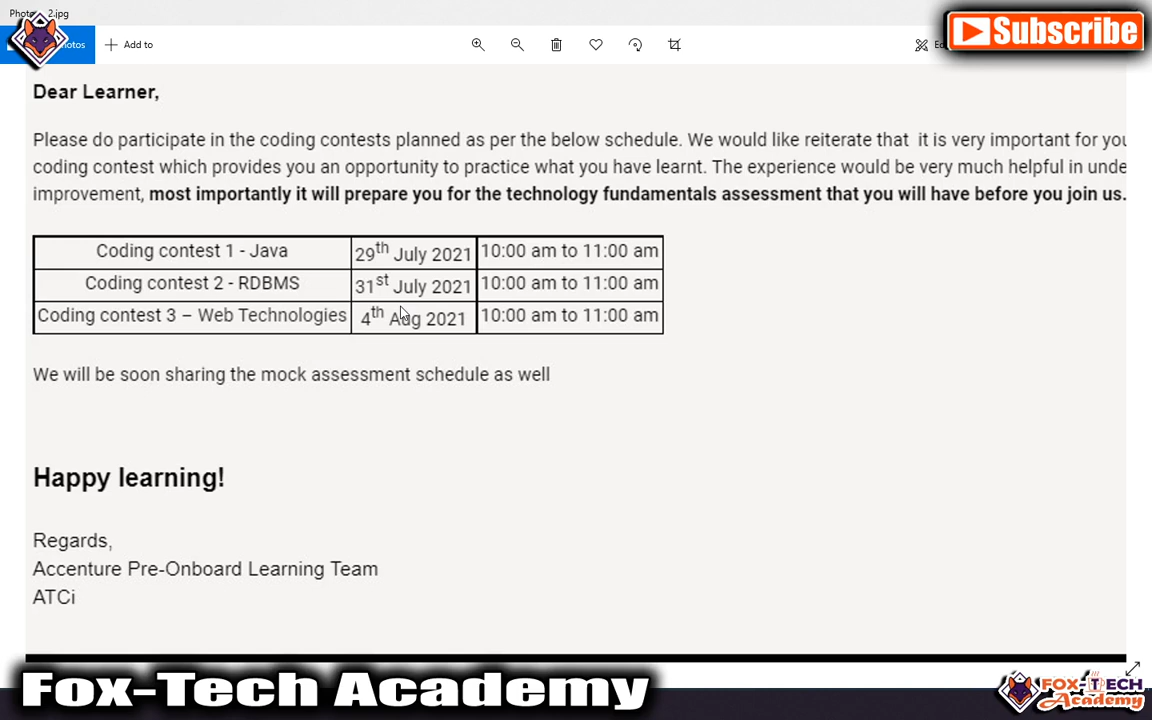 2.jpg
Add to
Subscribe
Dear Learner,
Please do participate in the coding contests planned as per the below schedule. We would like reiterate that it is very important for you
coding contest which provides you an opportunity to practice what you have learnt. The experience would be very much helpful in unde
improvement, most importantly it will prepare you for the technology fundamentals assessment that you will have before you join us.
Coding contest 1 - Java 29th July 2021 10:00 am to 11:00 am
Coding contest 2 - RDBMS 31st July 2021 10:00 am to 11:00 am
Coding contest 3 – Web Technologies 4th Aug 2021 10:00 am to 11:00 am
We will be soon sharing the mock assessment schedule as well
Happy learning!
Regards,
Accenture Pre-Onboard Learning Team
ATCi
Fox-Tech Academy
FOX-TECH
Academy